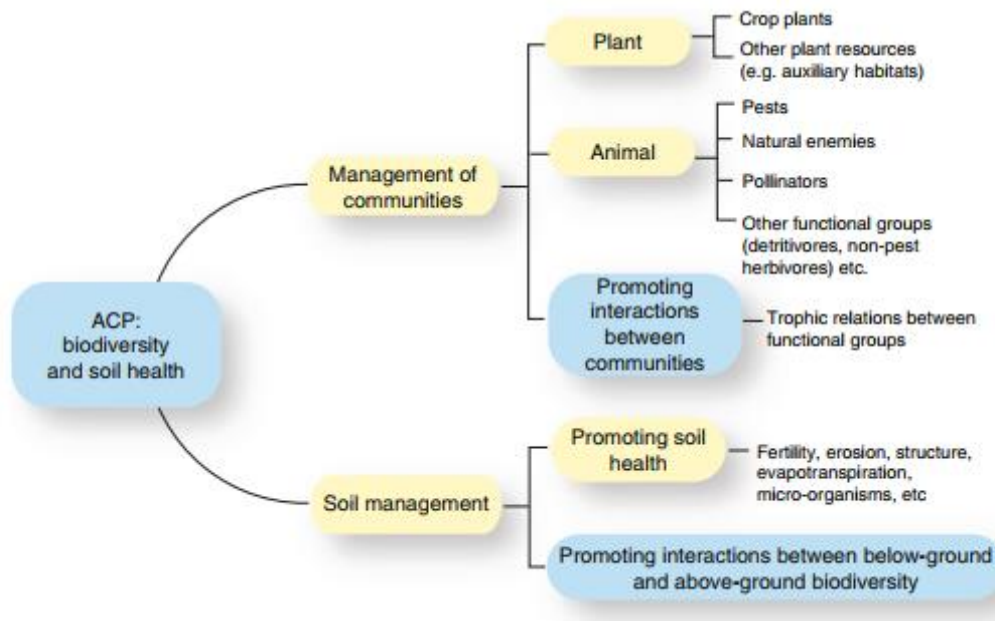 Crop plants
Plant
Other plant resources
(e.g. auxiliary habitats)
Pests
Animal
Natural enemies
Management of
communities
Pollinators
Other functional groups
(detritivores, non-pest
herbivores) etc.
Promoting
interactions
between
communities
Trophic relations between
functional groups
ACP:
biodiversity
and soil health
Promoting soil
health
Fertility, erosion, structure,
evapotranspiration,
micro-organisms, etc
Soil management
Promoting interactions between below-ground
and above-ground biodiversity